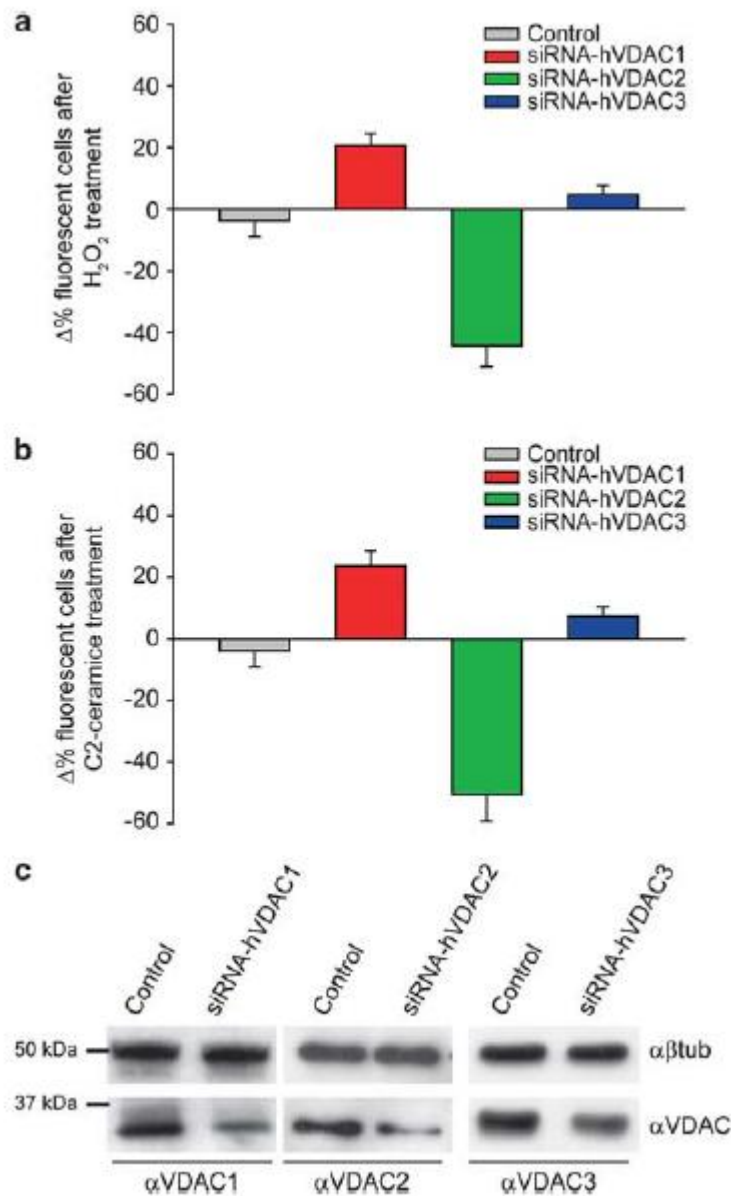 a
Δ% fluorescent cells after
H₂O₂ treatment
60
40
20
0
-20
-40
-60
Control
siRNA-hVDAC1
siRNA-hVDAC2
siRNA-hVDAC3
b
Δ% fluorescent cells after
C2-ceramice treatment
60
40
20
0
-20
-40
-60
Control
siRNA-hVDAC1
siRNA-hVDAC2
siRNA-hVDAC3
c
Control
siRNA-hVDAC1
Control
siRNA-hVDAC2
Control
siRNA-hVDAC3
50 kDa
αβtub
37 kDa
αVDAC
αVDAC1
αVDAC2
αVDAC3